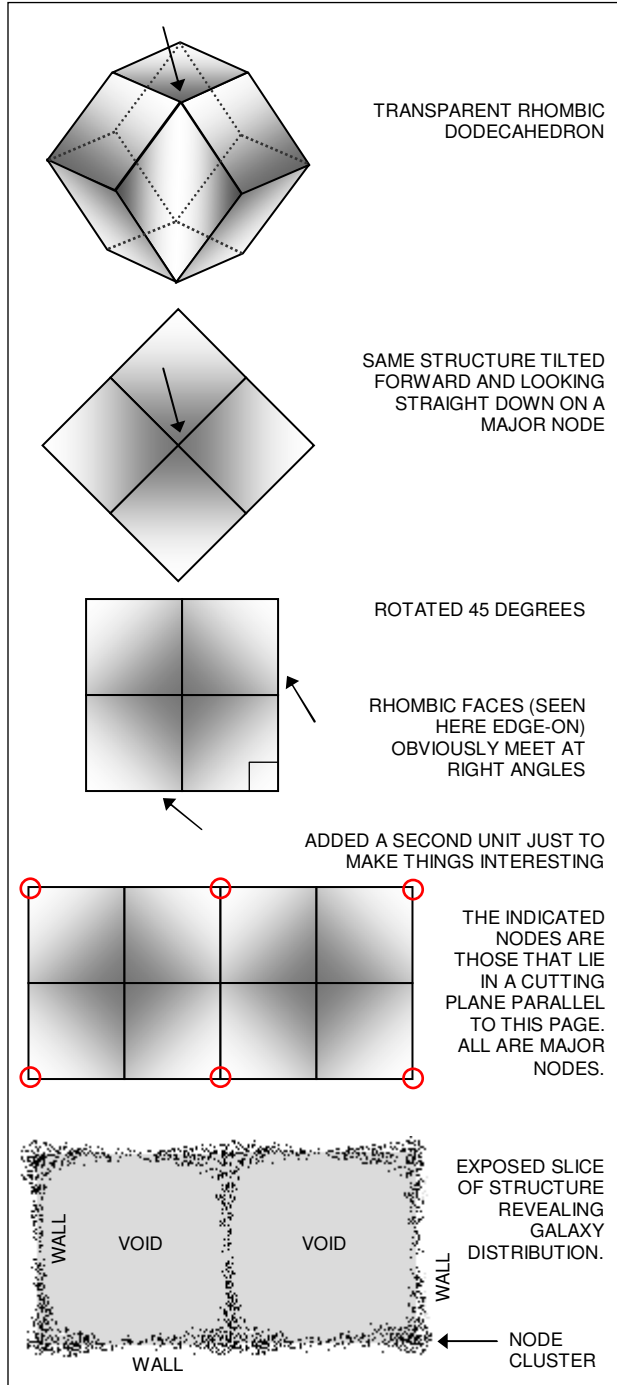 TRANSPARENT RHOMBIC
DODECAHEDRON
SAME STRUCTURE TILTED
FORWARD AND LOOKING
STRAIGHT DOWN ON A
MAJOR NODE
ROTATED 45 DEGREES
RHOMBIC FACES (SEEN
HERE EDGE-ON)
OBVIOUSLY MEET AT
RIGHT ANGLES
ADDED A SECOND UNIT JUST TO
MAKE THINGS INTERESTING
THE INDICATED
NODES ARE
THOSE THAT LIE
IN A CUTTING
PLANE PARALLEL
TO THIS PAGE.
ALL ARE MAJOR
NODES.
EXPOSED SLICE
OF STRUCTURE
REVEALING
GALAXY
DISTRIBUTION.
WALL
VOID
VOID
WALL
WALL
NODE
CLUSTER